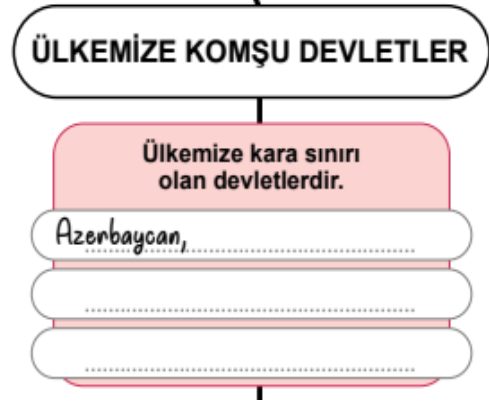 ÜLKEMİZE KOMŞU DEVLETLER
Ülkemize kara sınırı
olan devletlerdir.
Azerbaycan,